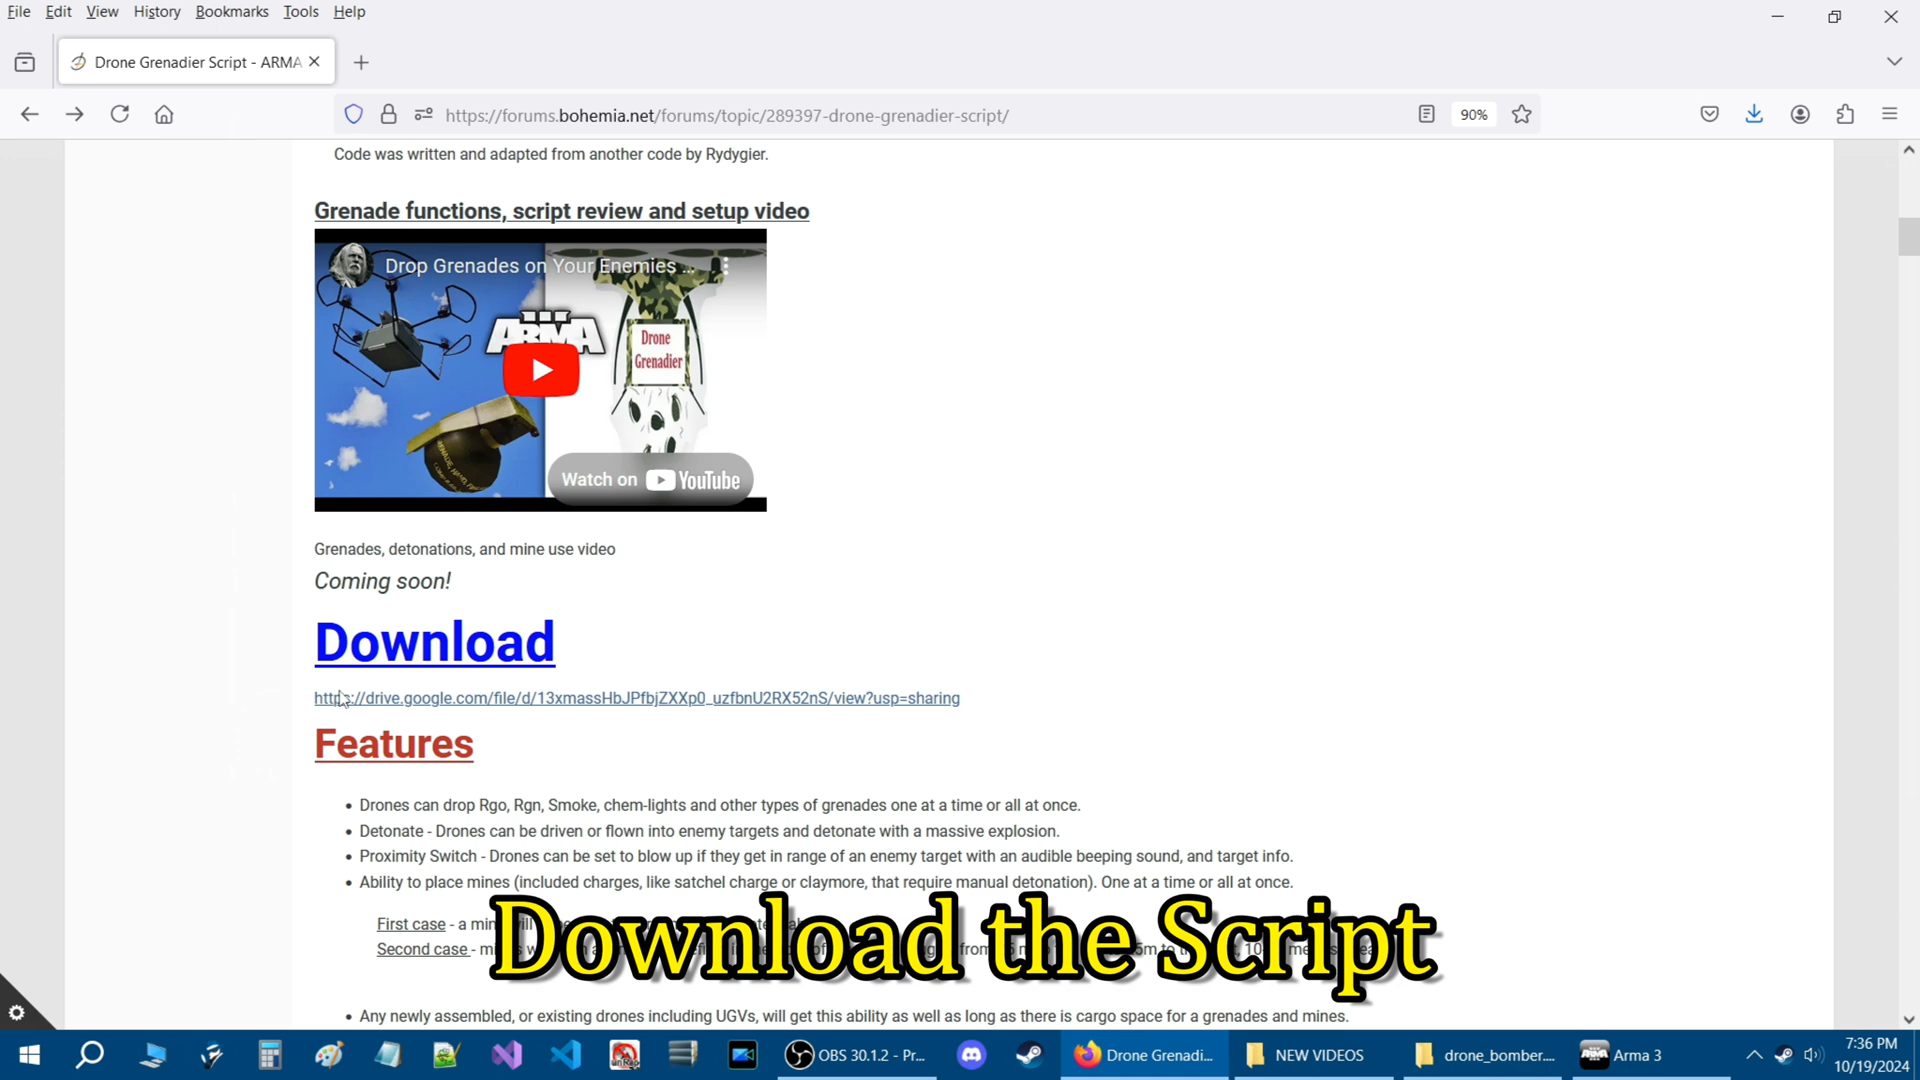 File Edit View History Bookmarks Tools Help
Drone Grenadier Script - ARMA
https://forums.bohemia.net/forums/topic/289397-drone-grenadier-script/
90%
Code was written and adapted from another code by Rydygier.
Grenade functions, script review and setup video
Drop Grenades on Your Enemies ...
ARMA
Drone
Grenadier
Watch on YouTube
Grenades, detonations, and mine use video
Coming soon!
Download
https://drive.google.com/file/d/13xmassHbJPfbjZXXp0_uzfbnU2RX52nS/view?usp=sharing
Features
• Drones can drop Rgo, Rgn, Smoke, chem-lights and other types of grenades one at a time or all at once.
• Detonate - Drones can be driven or flown into enemy targets and detonate with a massive explosion.
• Proximity Switch - Drones can be set to blow up if they get in range of an enemy target with an audible beeping sound, and target info.
• Ability to place mines (included charges, like satchel charge or claymore, that require manual detonation). One at a time or all at once.
First case - a
Second case -
Download the Script
• Any newly assembled, or existing drones including UGVs, will get this ability as well as long as there is cargo space for a grenades and mines.
OBS 30.1.2 - Pr...
Drone Grenadi...
NEW VIDEOS
drone_bomber....
Arma 3
7:36 PM
10/19/2024